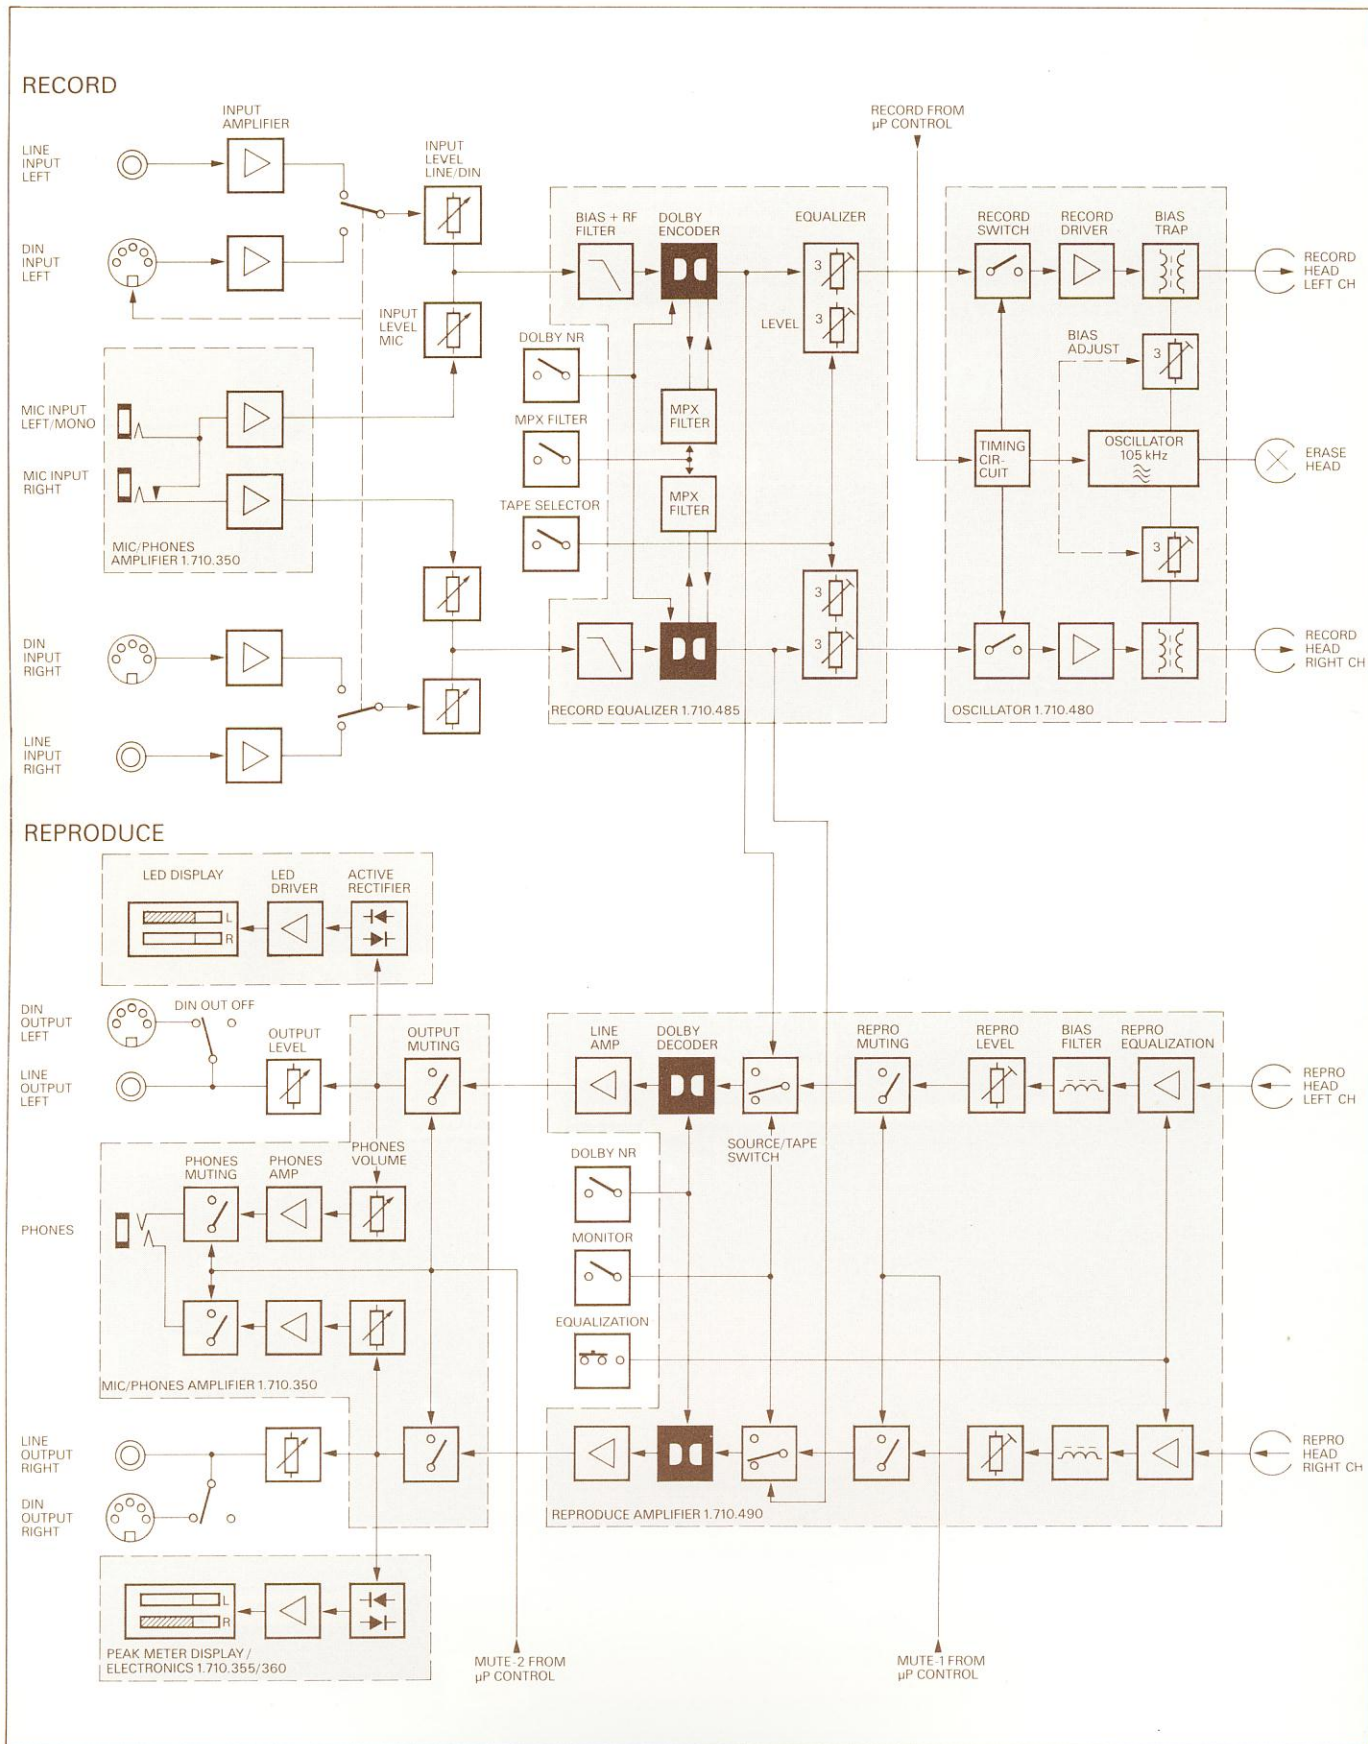 RECORD
INPUT
AMPLIFIER
RECORD FROM
µP CONTROL
LINE
INPUT
LEFT
INPUT
LEVEL
LINE/DIN
DIN
INPUT
LEFT
BIAS + RF
FILTER
DOLBY
ENCODER
EQUALIZER
RECORD
SWITCH
RECORD
DRIVER
BIAS
TRAP
RECORD
HEAD
LEFT CH
3
3
LEVEL
INPUT
LEVEL
MIC
DOLBY NR
BIAS
ADJUST
3
MIC INPUT
LEFT/MONO
MPX FILTER
MPX
FILTER
TIMING
CIR-
CUIT
OSCILLATOR
105 kHz
ERASE
HEAD
MIC INPUT
RIGHT
MPX
FILTER
TAPE SELECTOR
MIC/PHONES
AMPLIFIER 1.710.350
3
3
3
DIN
INPUT
RIGHT
RECORD
HEAD
RIGHT CH
RECORD EQUALIZER 1.710.485
OSCILLATOR 1.710.480
LINE
INPUT
RIGHT
REPRODUCE
LED DISPLAY
LED
DRIVER
ACTIVE
RECTIFIER
L
R
DIN
OUTPUT
LEFT
DIN OUT OFF
OUTPUT
LEVEL
OUTPUT
MUTING
LINE
AMP
DOLBY
DECODER
REPRO
MUTING
REPRO
LEVEL
BIAS
FILTER
REPRO
EQUALIZATION
LINE
OUTPUT
LEFT
REPRO
HEAD
LEFT CH
SOURCE/TAPE
SWITCH
PHONES
MUTING
PHONES
AMP
PHONES
VOLUME
DOLBY NR
PHONES
MONITOR
EQUALIZATION
MIC/PHONES AMPLIFIER 1.710.350
LINE
OUTPUT
RIGHT
REPRO
HEAD
RIGHT CH
DIN
OUTPUT
RIGHT
REPRODUCE AMPLIFIER 1.710.490
L
R
PEAK METER DISPLAY /
ELECTRONICS 1.710.355/360
MUTE-2 FROM
µP CONTROL
MUTE-1 FROM
µP CONTROL